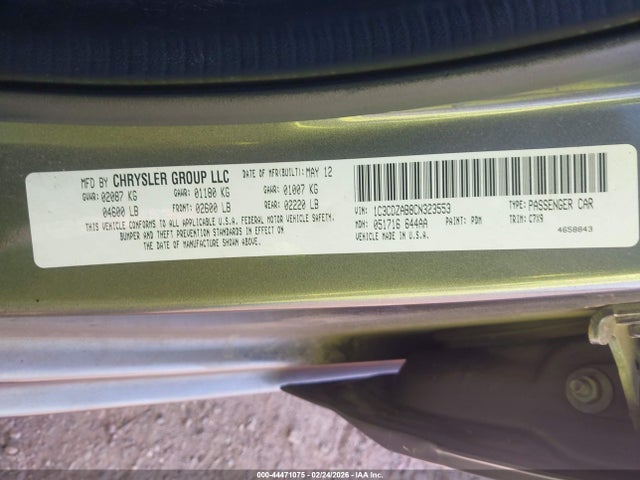 MFD BY CHRYSLER GROUP LLC DATE OF MFR(BUILT): MAY 12
GVWR: 02087 KG GAWR: 01180 KG GAWR: 01007 KG
04600 LB FRONT: 02600 LB REAR: 02220 LB
THIS VEHICLE CONFORMS TO ALL APPLICABLE U.S.A. FEDERAL MOTOR VEHICLE SAFETY,
BUMPER AND THEFT PREVENTION STANDARDS IN EFFECT ON
THE DATE OF MANUFACTURE SHOWN ABOVE.
VIN: 1C3CDZAB8CN323553 TYPE: PASSENGER CAR
MDH: 051716 644AA PAINT: PDM TRIM: C7X9
VEHICLE MADE IN U.S.A. 4658843
000-44471075 - 02/24/2026 - IAA Inc.